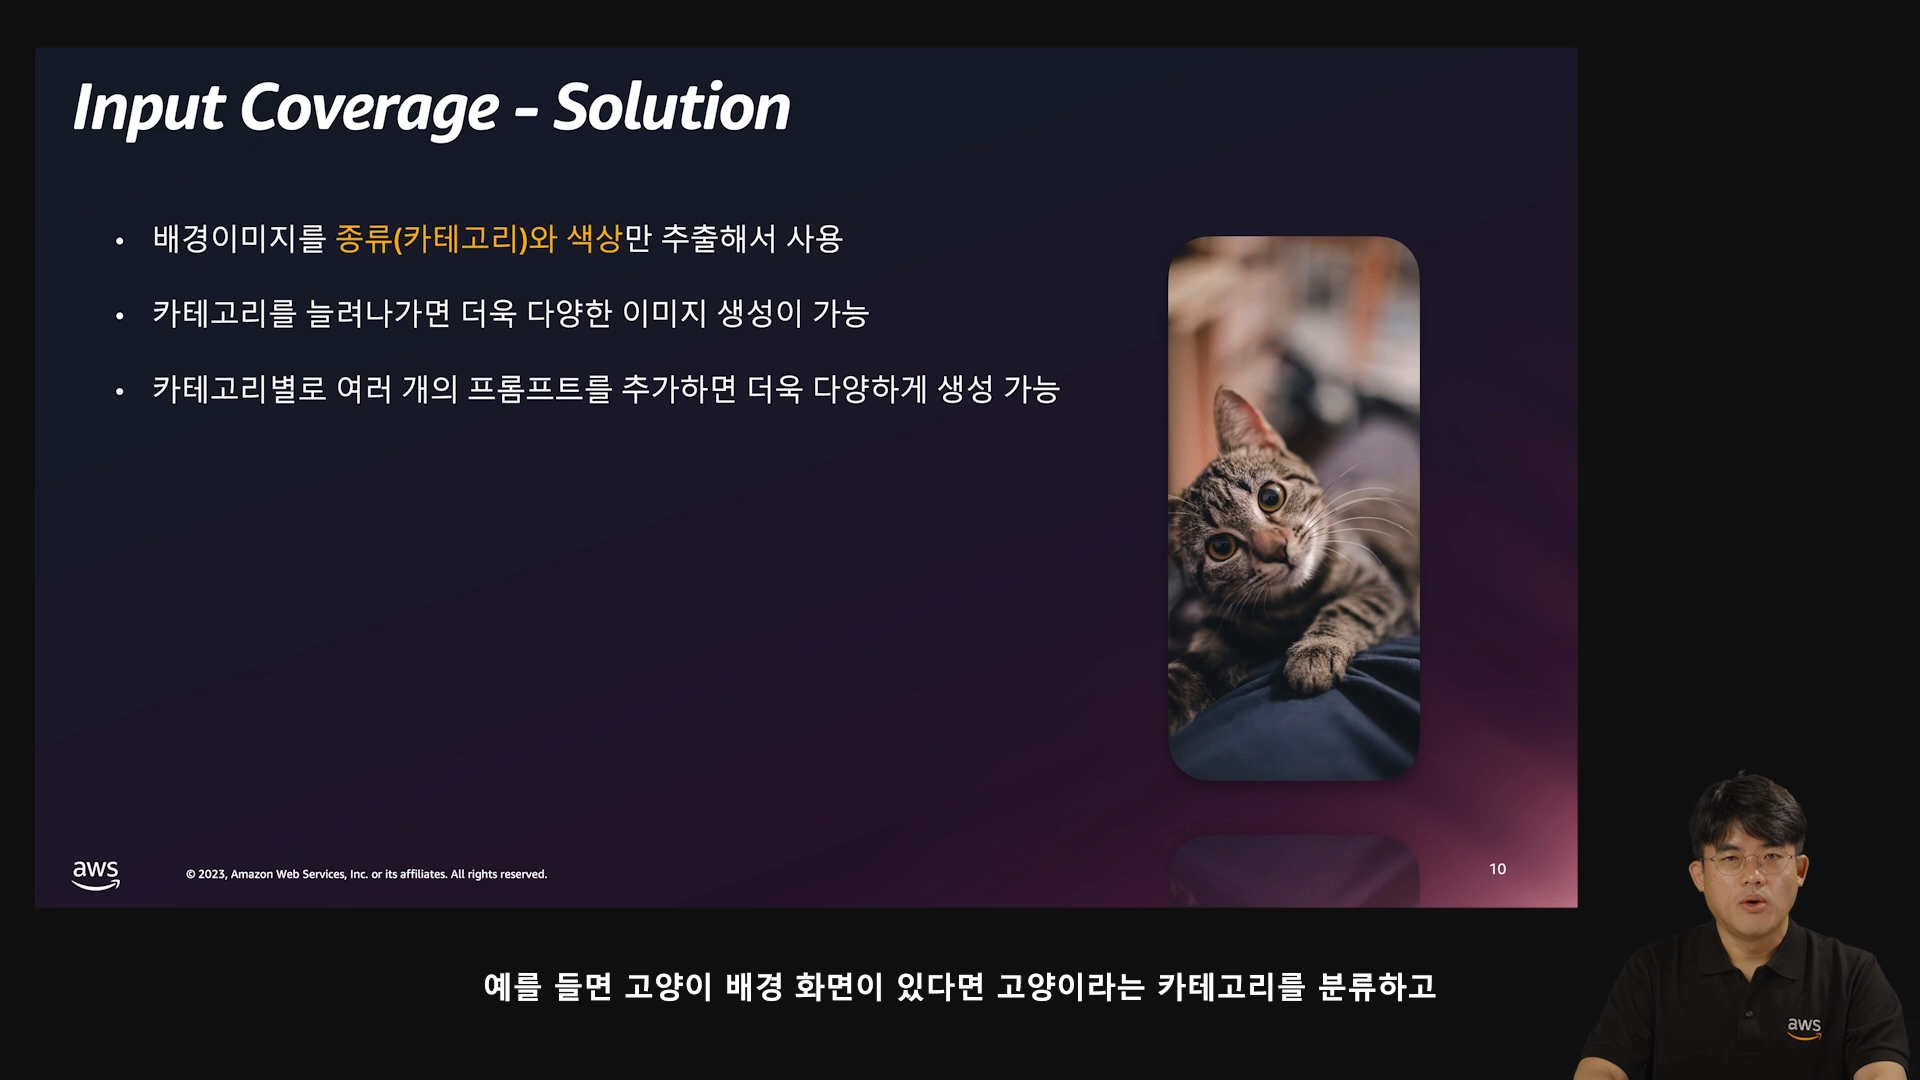 Input Coverage - Solution
• 배경이미지를 종류(카테고리)와 색상만 추출해서 사용
• 카테고리를 늘려나가면 더욱 다양한 이미지 생성이 가능
• 카테고리별로 여러 개의 프롬프트를 추가하면 더욱 다양하게 생성 가능
aws
© 2023, Amazon Web Services, Inc. or its affiliates. All rights reserved.
10
예를 들면 고양이 배경 화면이 있다면 고양이라는 카테고리를 분류하고
aws